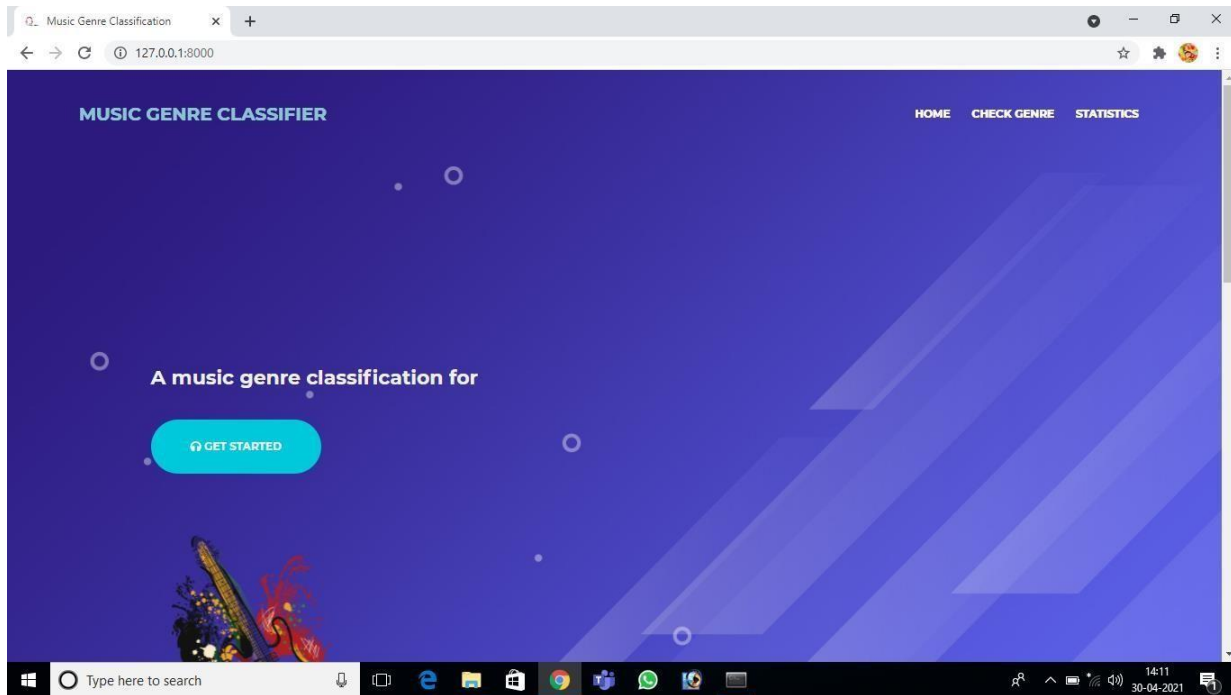 Music Genre Classification
127.0.0.1:8000
MUSIC GENRE CLASSIFIER
HOME CHECK GENRE STATISTICS
A music genre classification for
GET STARTED
Type here to search
14:11
30-04-2021